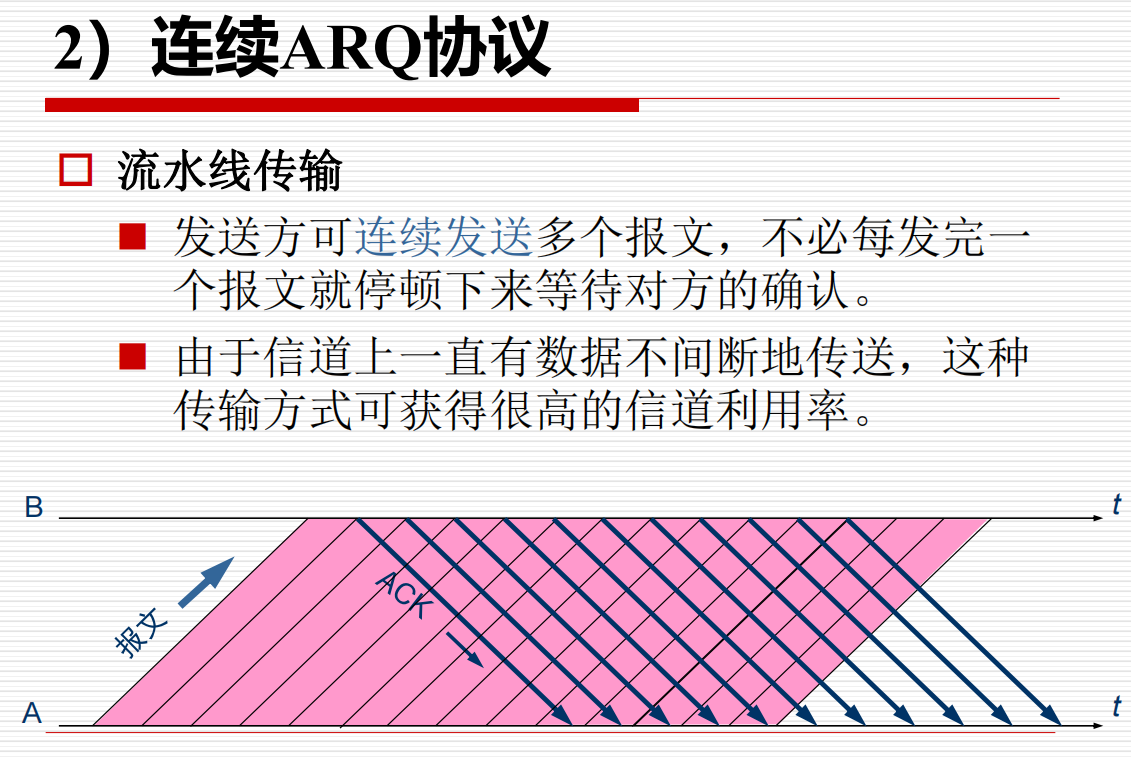 2）连续ARQ协议
流水线传输
发送方可连续发送多个报文，不必每发完一
个报文就停顿下来等待对方的确认。
由于信道上一直有数据不间断地传送，这种
传输方式可获得很高的信道利用率。
B
t
ACK
报文
A
t